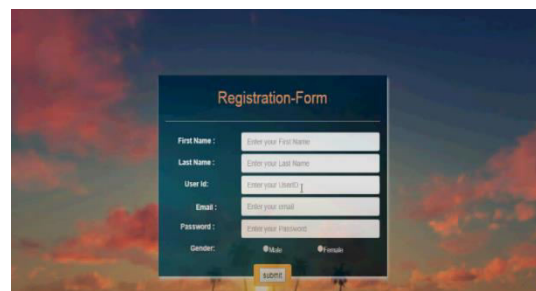 Registration-Form
First Name : Enter your First Name
Last Name : Enter your Last Name
User Id: Enter your UserID
Email : Enter your email
Password : Enter your Password
Gender: Male Female
submit